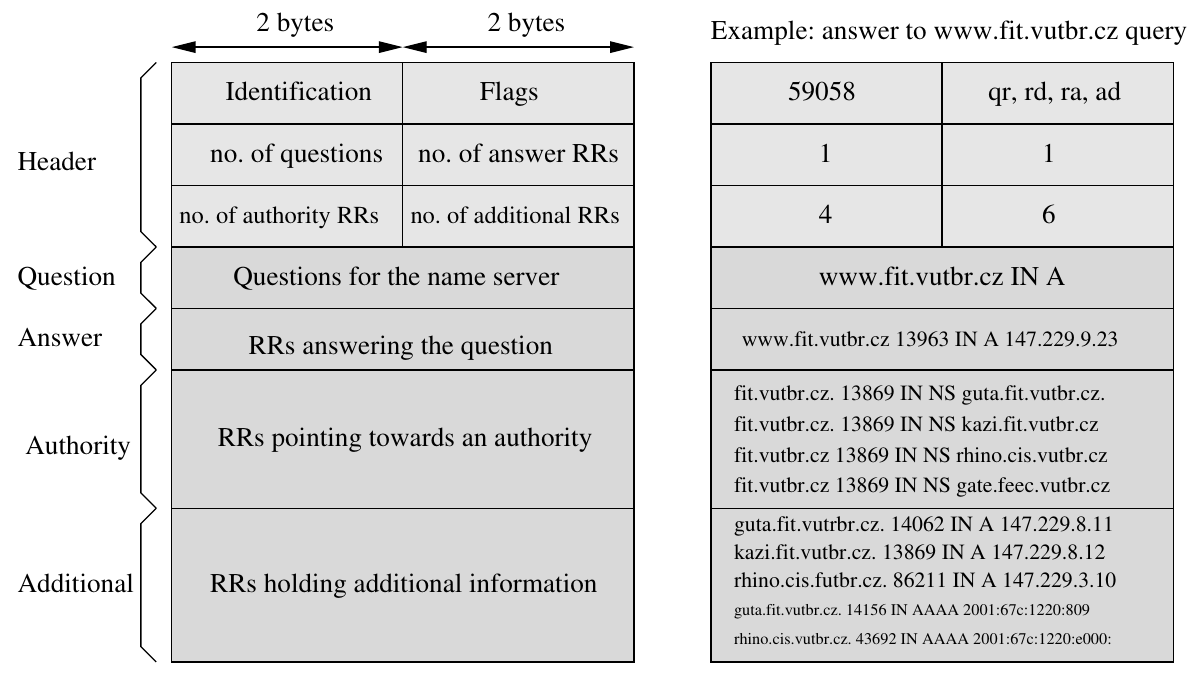 2 bytes 2 bytes
Example: answer to www.fit.vutbr.cz query
Header
Identification Flags
no. of questions no. of answer RRs
no. of authority RRs no. of additional RRs
Question
Questions for the name server
Answer
RRs answering the question
Authority
RRs pointing towards an authority
Additional
RRs holding additional information
59058 qr, rd, ra, ad
1 1
4 6
www.fit.vutbr.cz IN A
www.fit.vutbr.cz 13963 IN A 147.229.9.23
fit.vutbr.cz. 13869 IN NS guta.fit.vutbr.cz.
fit.vutbr.cz. 13869 IN NS kazi.fit.vutbr.cz
fit.vutbr.cz 13869 IN NS rhino.cis.vutbr.cz
fit.vutbr.cz 13869 IN NS gate.feec.vutbr.cz
guta.fit.vutrbr.cz. 14062 IN A 147.229.8.11
kazi.fit.vutbr.cz. 13869 IN A 147.229.8.12
rhino.cis.futbr.cz. 86211 IN A 147.229.3.10
guta.fit.vutbr.cz. 14156 IN AAAA 2001:67c:1220:809
rhino.cis.vutbr.cz. 43692 IN AAAA 2001:67c:1220:e000: